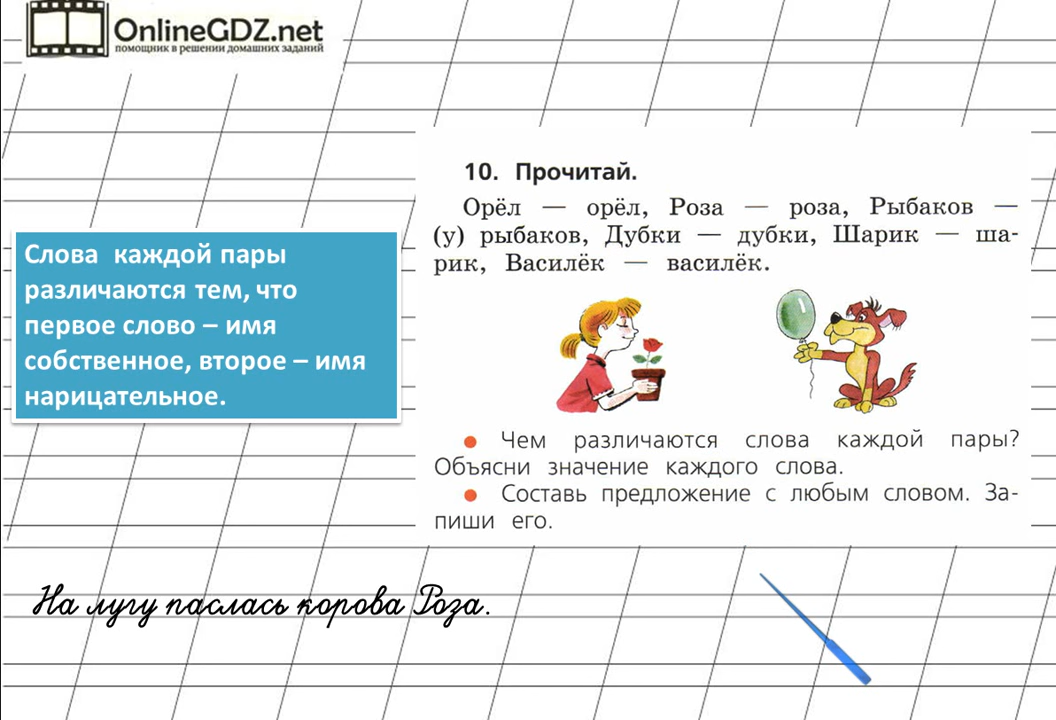 OnlineGDZ.net
помощник в решении домашних заданий
10. Прочитай.
Орёл — орёл, Роза — роза, Рыбаков —
(у) рыбаков, Дубки — дубки, Шарик — ша-
рик, Василёк — василёк.
Слова каждой пары
различаются тем, что
первое слово – имя
собственное, второе – имя
нарицательное.
● Чем различаются слова каждой пары?
Объясни значение каждого слова.
● Составь предложение с любым словом. За-
пиши его.
На лугу паслась корова Роза.